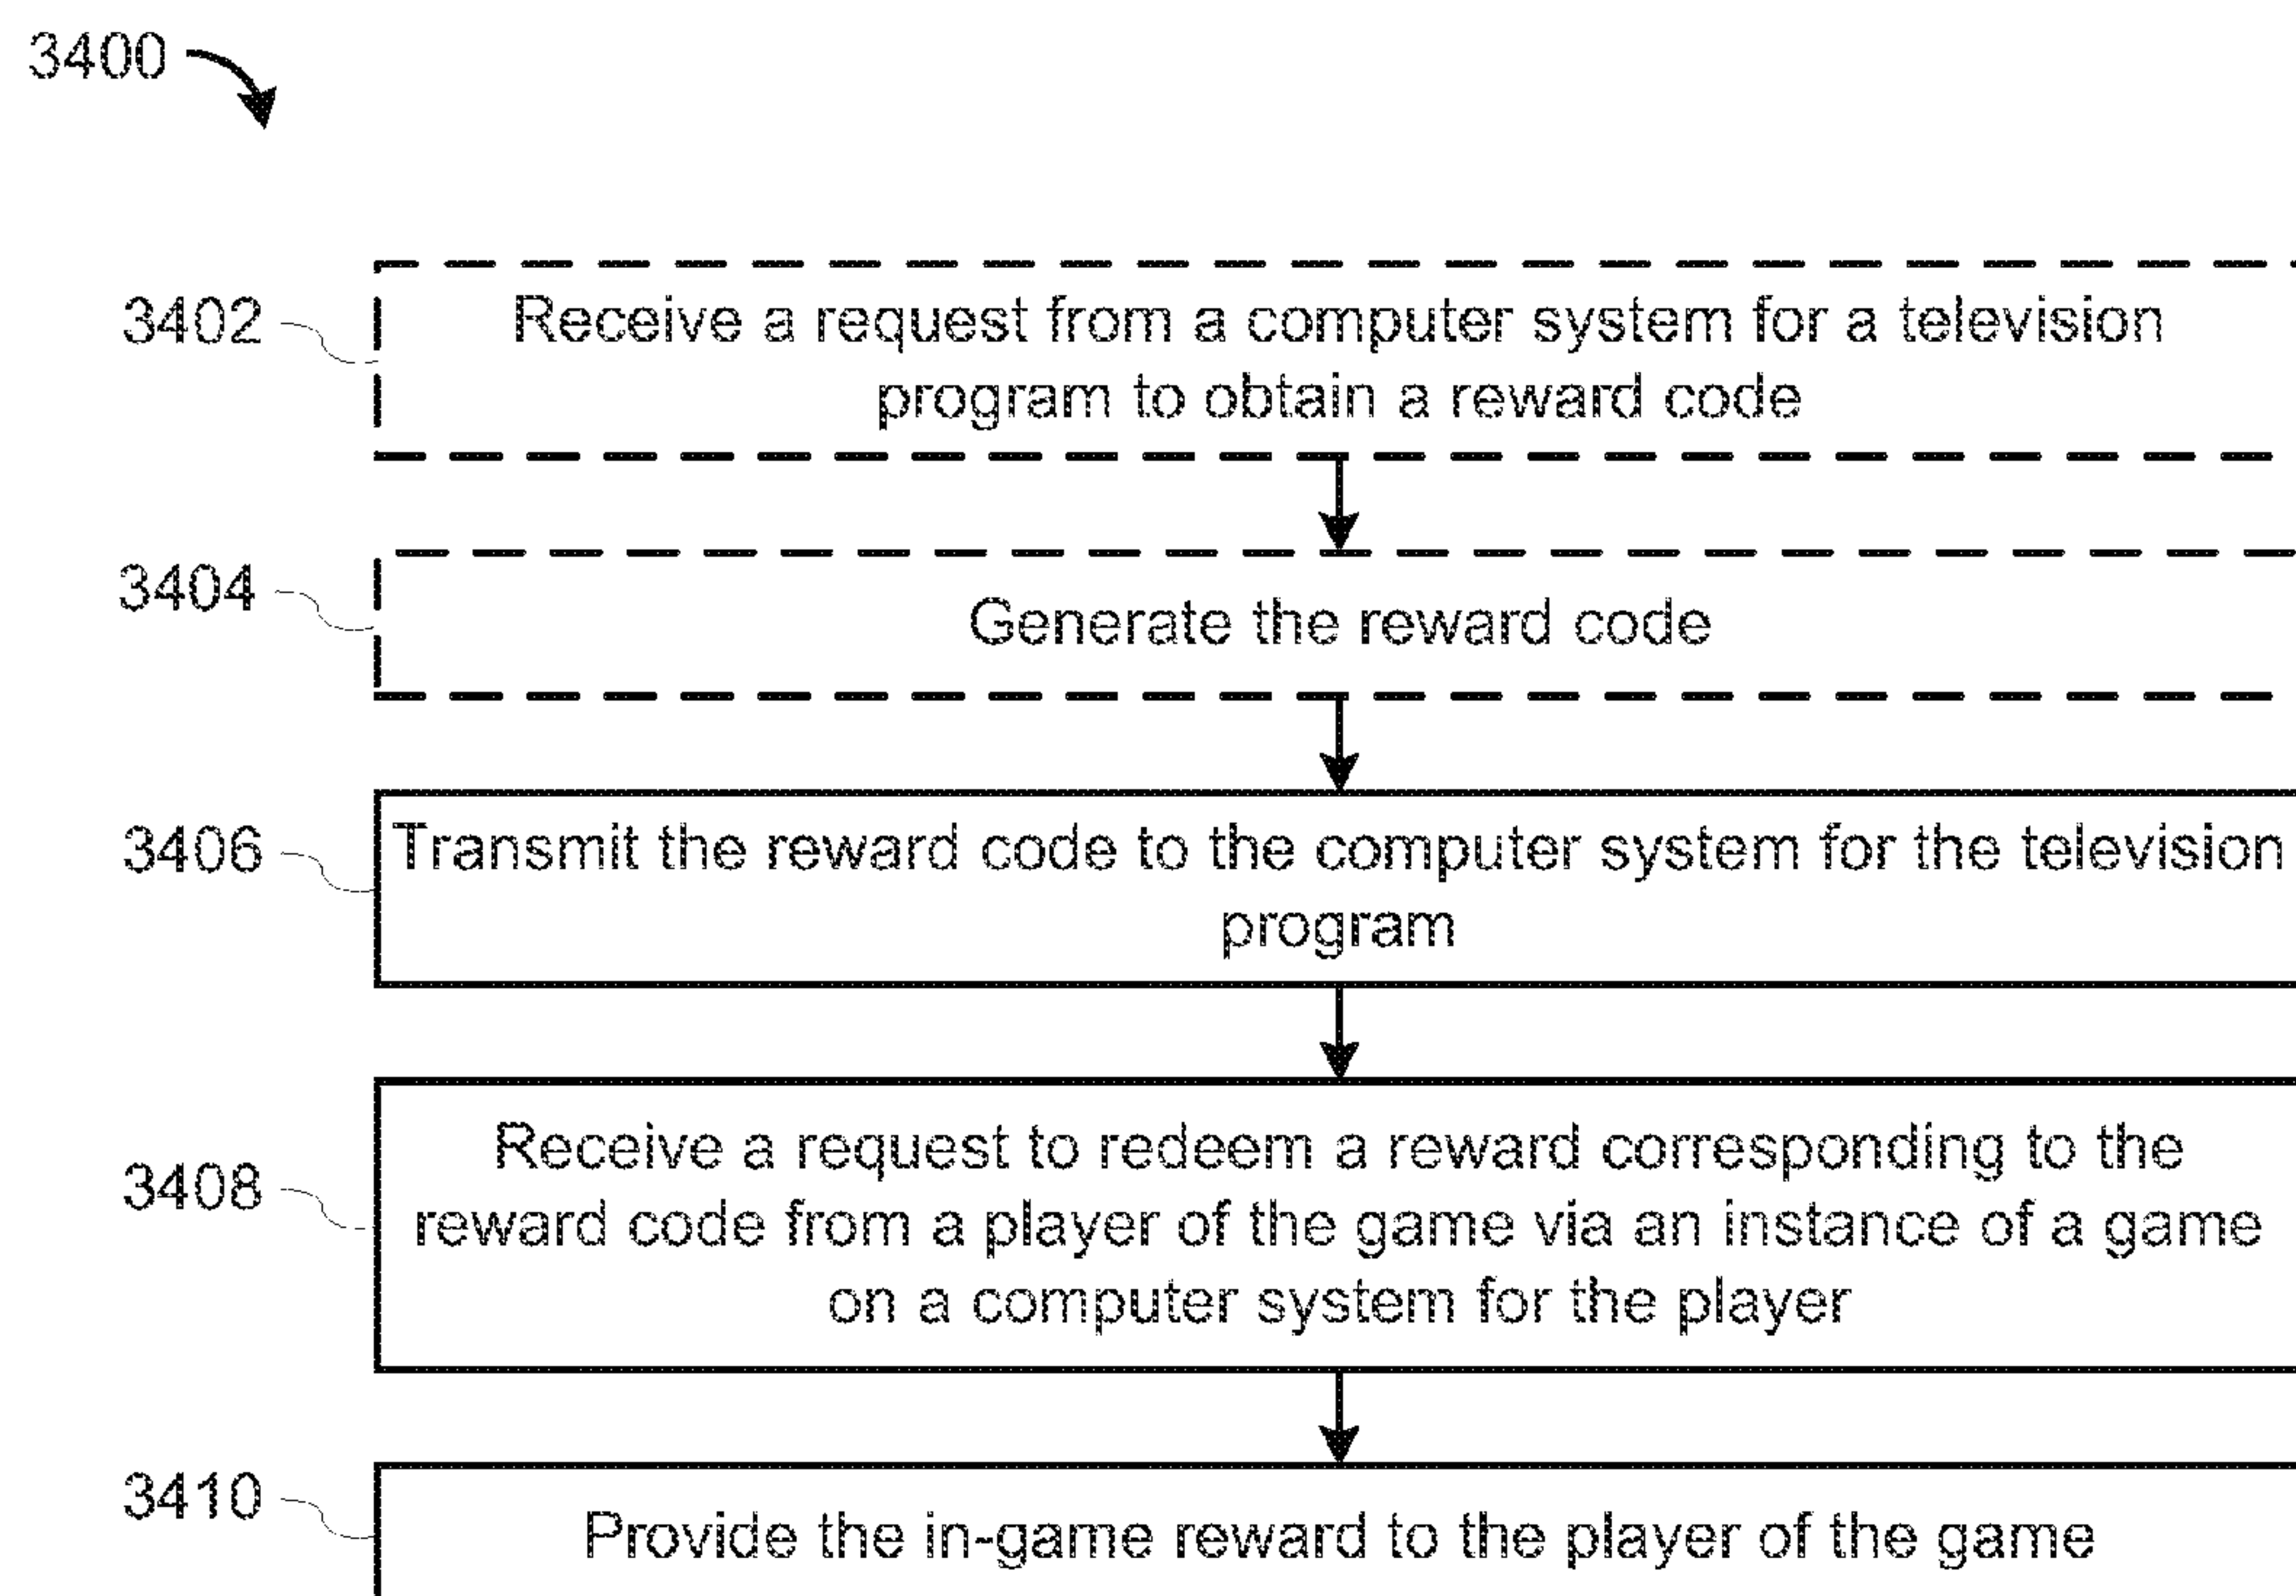 3400
3402
Receive a request from a computer system for a television
program to obtain a reward code
3404
Generate the reward code
3406
Transmit the reward code to the computer system for the television
program
3408
Receive a request to redeem a reward corresponding to the
reward code from a player of the game via an instance of a game
on a computer system for the player
3410
Provide the in-game reward to the player of the game